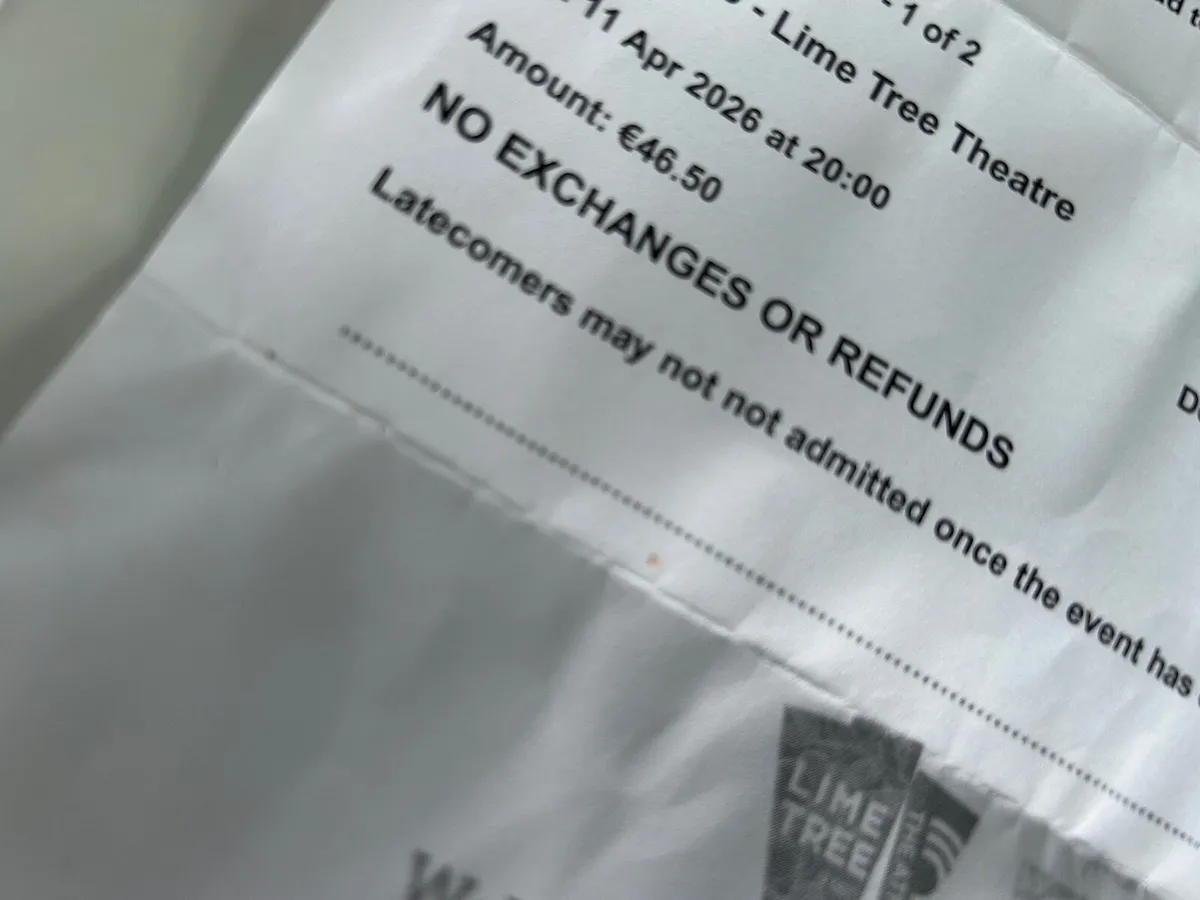 - 1 of 2
- Lime Tree Theatre
11 Apr 2026 at 20:00
Amount: €46.50
NO EXCHANGES OR REFUNDS
Latecomers may not not admitted once the event has
LIME
TREE
THEATRE